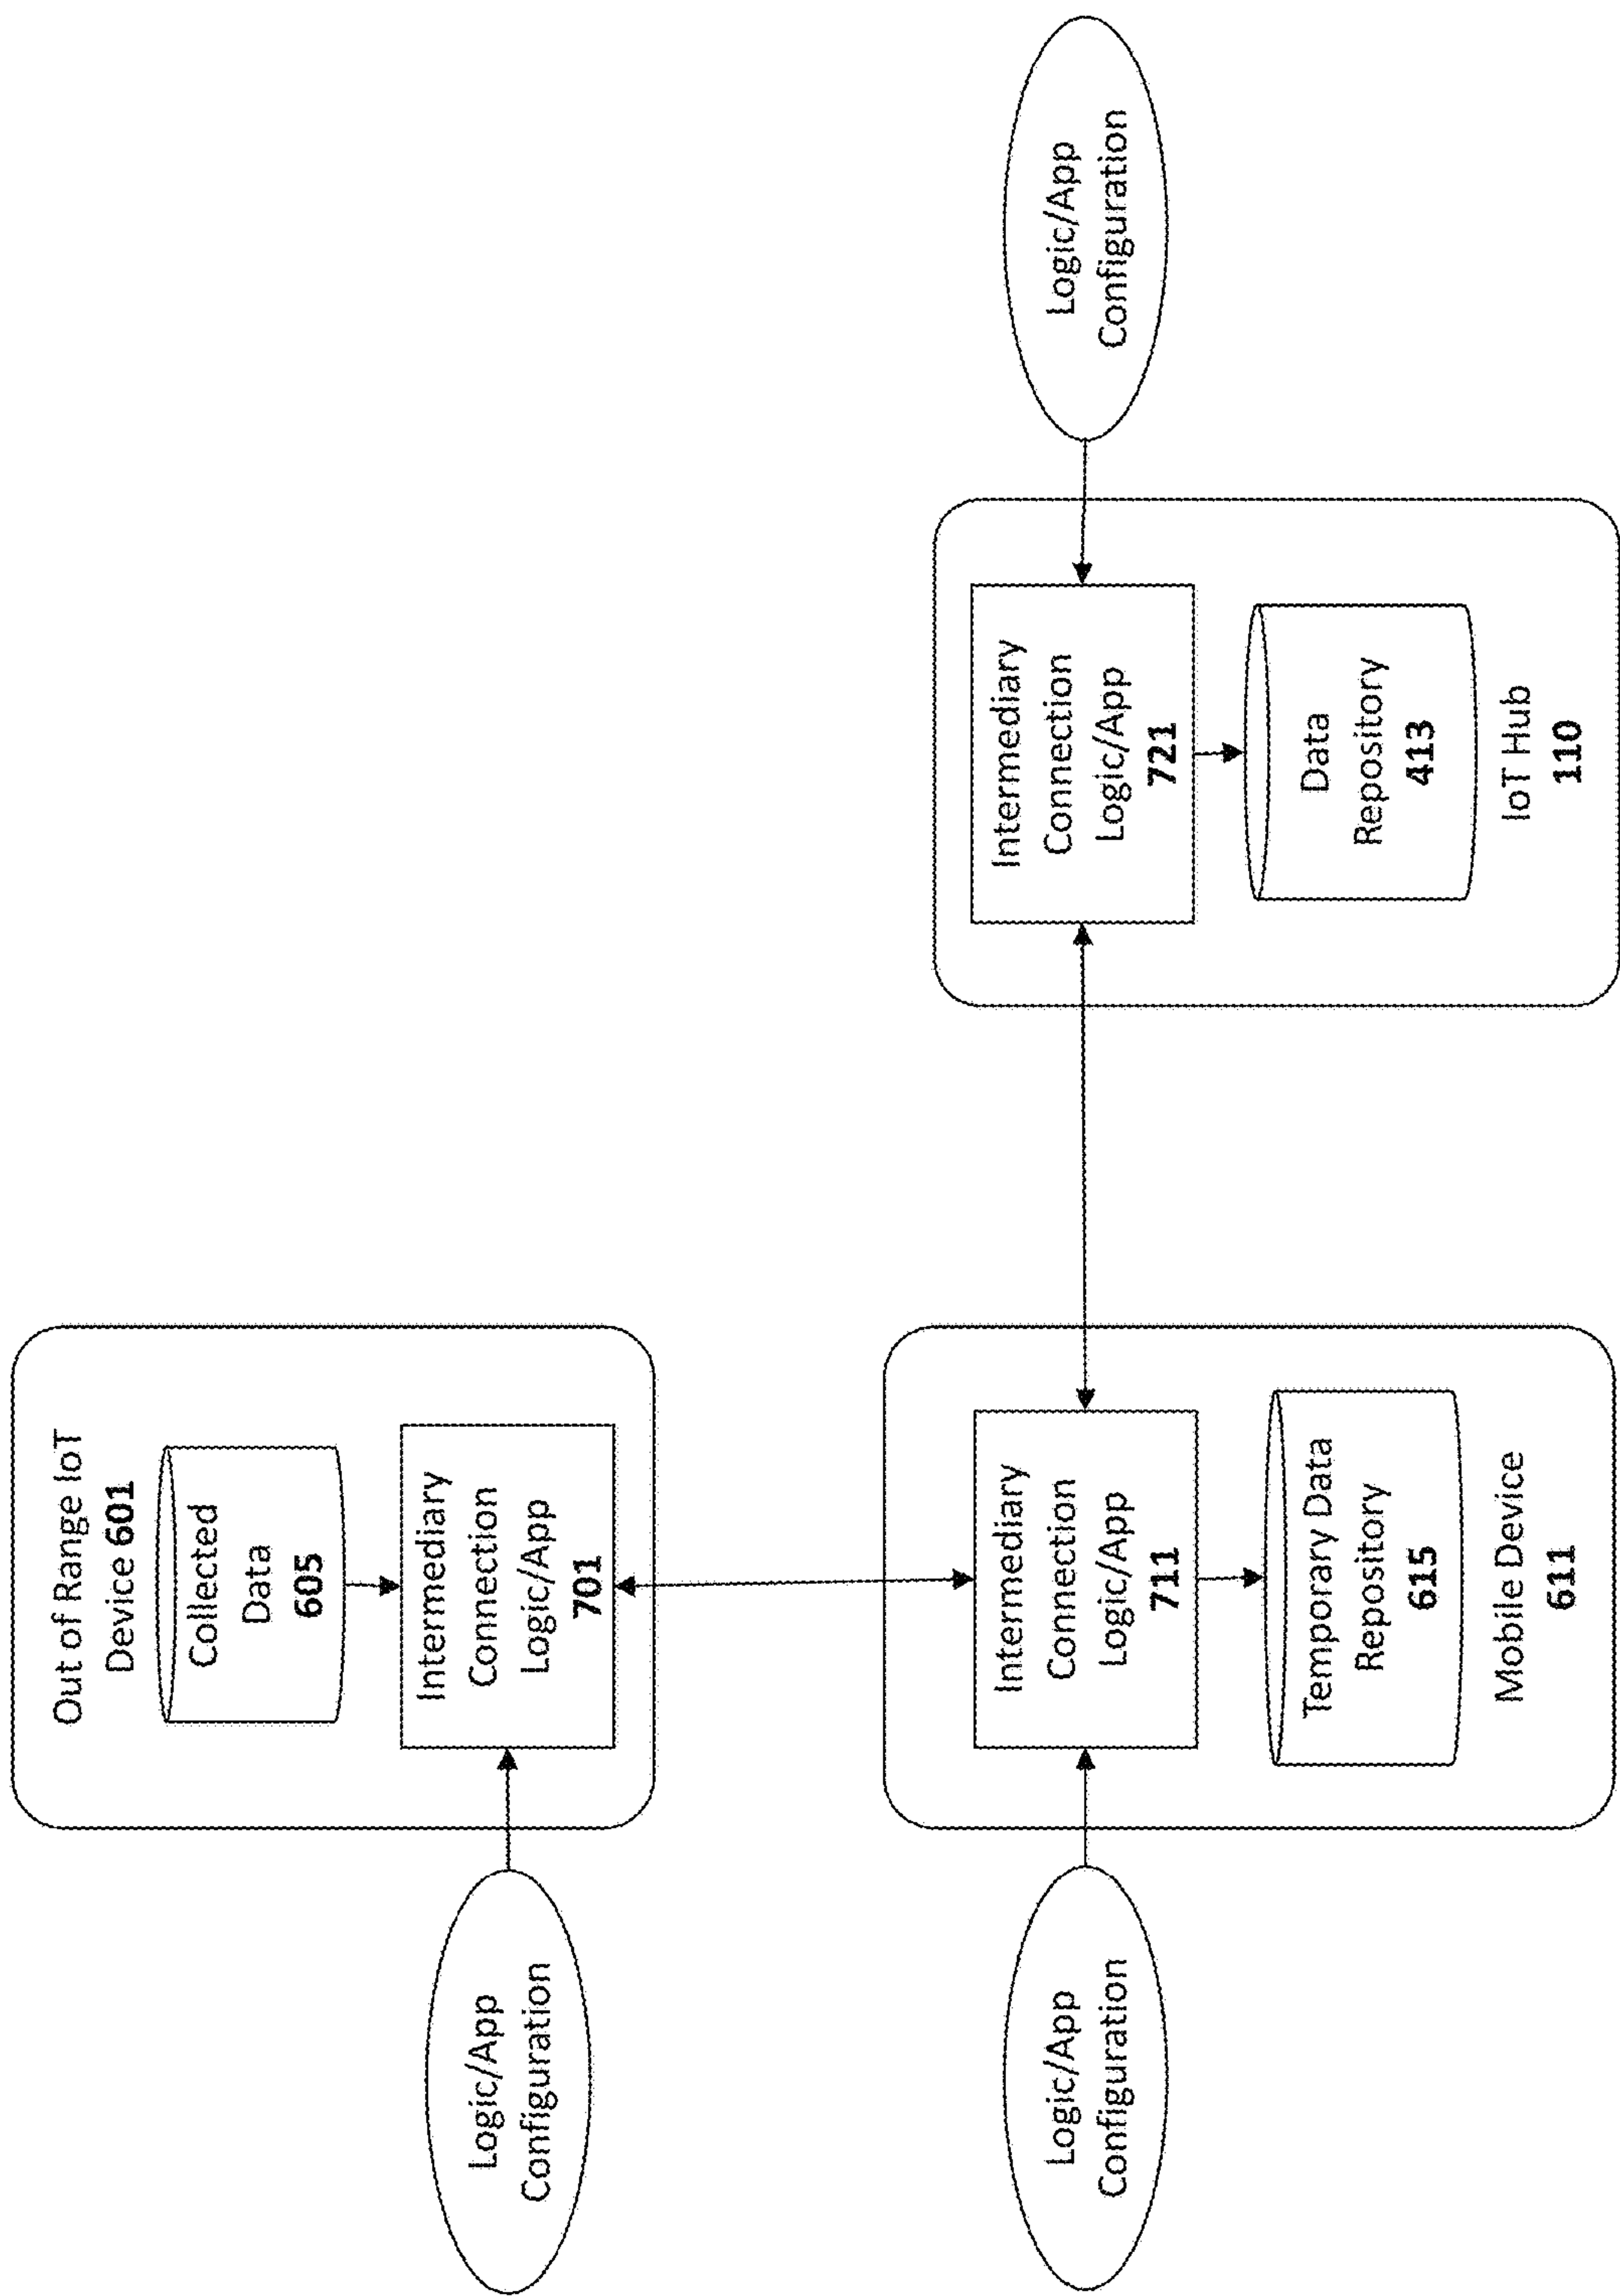 Out of Range IoT
Device 601
Collected
Data
605
Intermediary
Connection
Logic/App
701
Logic/App
Configuration
Logic/App
Configuration
Intermediary
Connection
Logic/App
711
Temporary Data
Repository
615
Mobile Device
611
Intermediary
Connection
Logic/App
721
Data
Repository
413
IoT Hub
110
Logic/App
Configuration